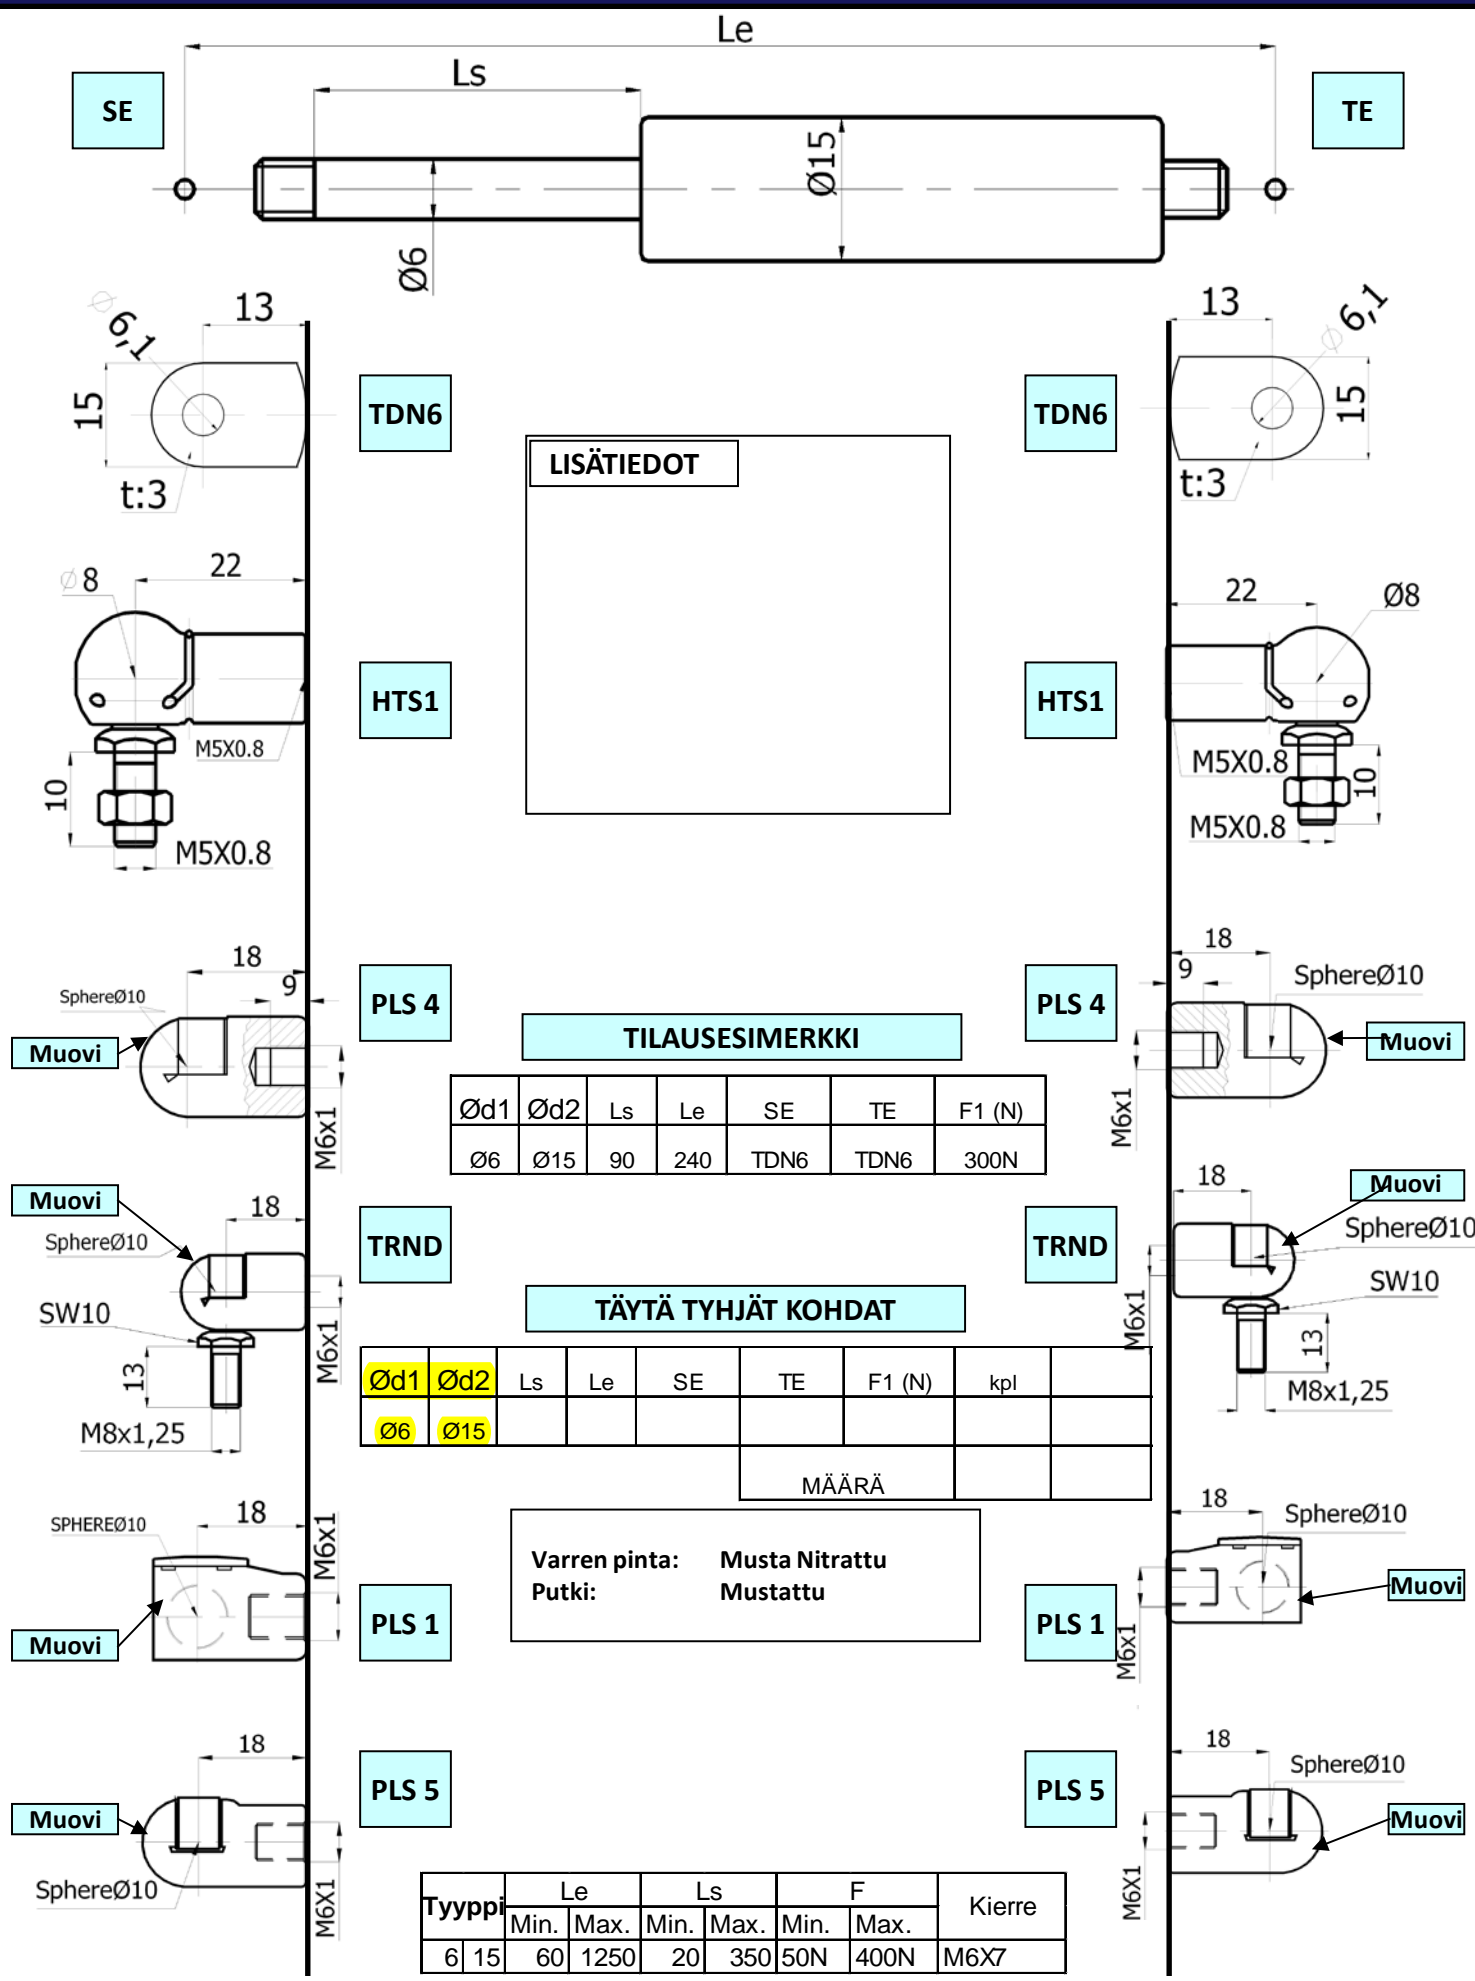 Le
Ls
SE
TE
Ø15
Ø6
13
Ø 6,1
15
t:3
TDN6
TDN6
13
Ø 6,1
15
t:3
LISÄTIEDOT
22
Ø 8
HTS1
M5X0.8
10
M5X0.8
HTS1
22
Ø8
M5X0.8
10
M5X0.8
18
9
SphereØ10
Muovi
M6x1
PLS 4
PLS 4
18
9
SphereØ10
Muovi
M6x1
TILAUSESIMERKKI
Ød1 Ød2 Ls Le SE TE F1 (N)
Ø6 Ø15 90 240 TDN6 TDN6 300N
Muovi
18
SphereØ10
SW10
M6x1
13
M8x1,25
TRND
TRND
18
Muovi
SphereØ10
SW10
M6x1
13
M8x1,25
TÄYTÄ TYHJÄT KOHDAT
Ød1 Ød2 Ls Le SE TE F1 (N) kpl
Ø6 Ø15
MÄÄRÄ
Varren pinta: Musta Nitrattu
Putki: Mustattu
SPHEREØ10
18
M6x1
Muovi
PLS 1
PLS 1
18
SphereØ10
Muovi
M6x1
18
Muovi
SphereØ10
M6X1
PLS 5
PLS 5
18
SphereØ10
Muovi
M6X1
Tyyppi Le Ls F Kierre
Min. Max. Min. Max. Min. Max.
6 15 60 1250 20 350 50N 400N M6X7